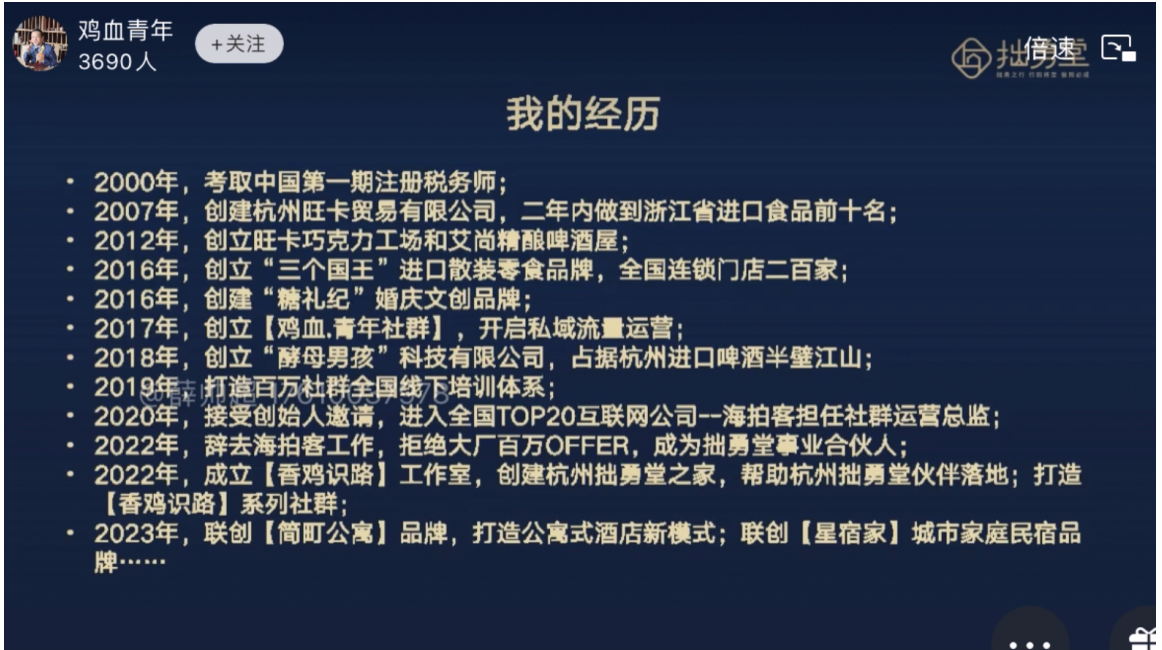 鸡血青年
+关注
3690人
倍速
拙勇堂
我的经历
• 2000年，考取中国第一期注册税务师；
• 2007年，创建杭州旺卡贸易有限公司，二年内做到浙江省进口食品前十名；
• 2012年，创立旺卡巧克力工场和艾尚精酿啤酒屋；
• 2016年，创立“三个国王”进口散装零食品牌，全国连锁门店二百家；
• 2016年，创建“糖礼纪”婚庆文创品牌；
• 2017年，创立【鸡血.青年社群】，开启私域流量运营；
• 2018年，创立“酵母男孩”科技有限公司，占据杭州进口啤酒半壁江山；
• 2019年，打造百万社群全国线下培训体系；
• 2020年，接受创始人邀请，进入全国TOP20互联网公司--海拍客担任社群运营总监；
• 2022年，辞去海拍客工作，拒绝大厂百万OFFER，成为拙勇堂事业合伙人；
• 2022年，成立【香鸡识路】工作室，创建杭州拙勇堂之家，帮助杭州拙勇堂伙伴落地；打造
【香鸡识路】系列社群；
• 2023年，联创【简町公寓】品牌，打造公寓式酒店新模式；联创【星宿家】城市家庭民宿品
牌……